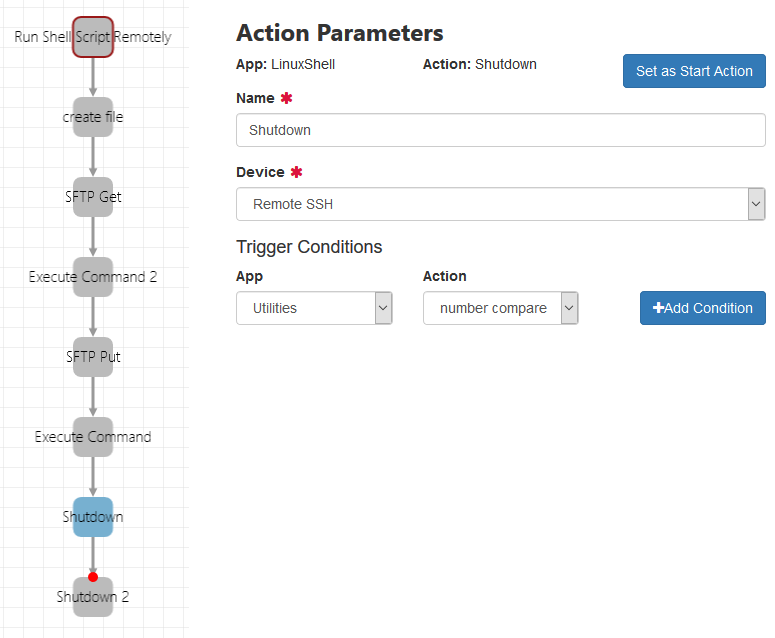 Run Shell Script Remotely
create file
SFTP Get
Execute Command 2
SFTP Put
Execute Command
Shutdown
Shutdown 2
Action Parameters
App: LinuxShell Action: Shutdown
Set as Start Action
Name ✱
Shutdown
Device ✱
Remote SSH
Trigger Conditions
App Action
Utilities number compare +Add Condition